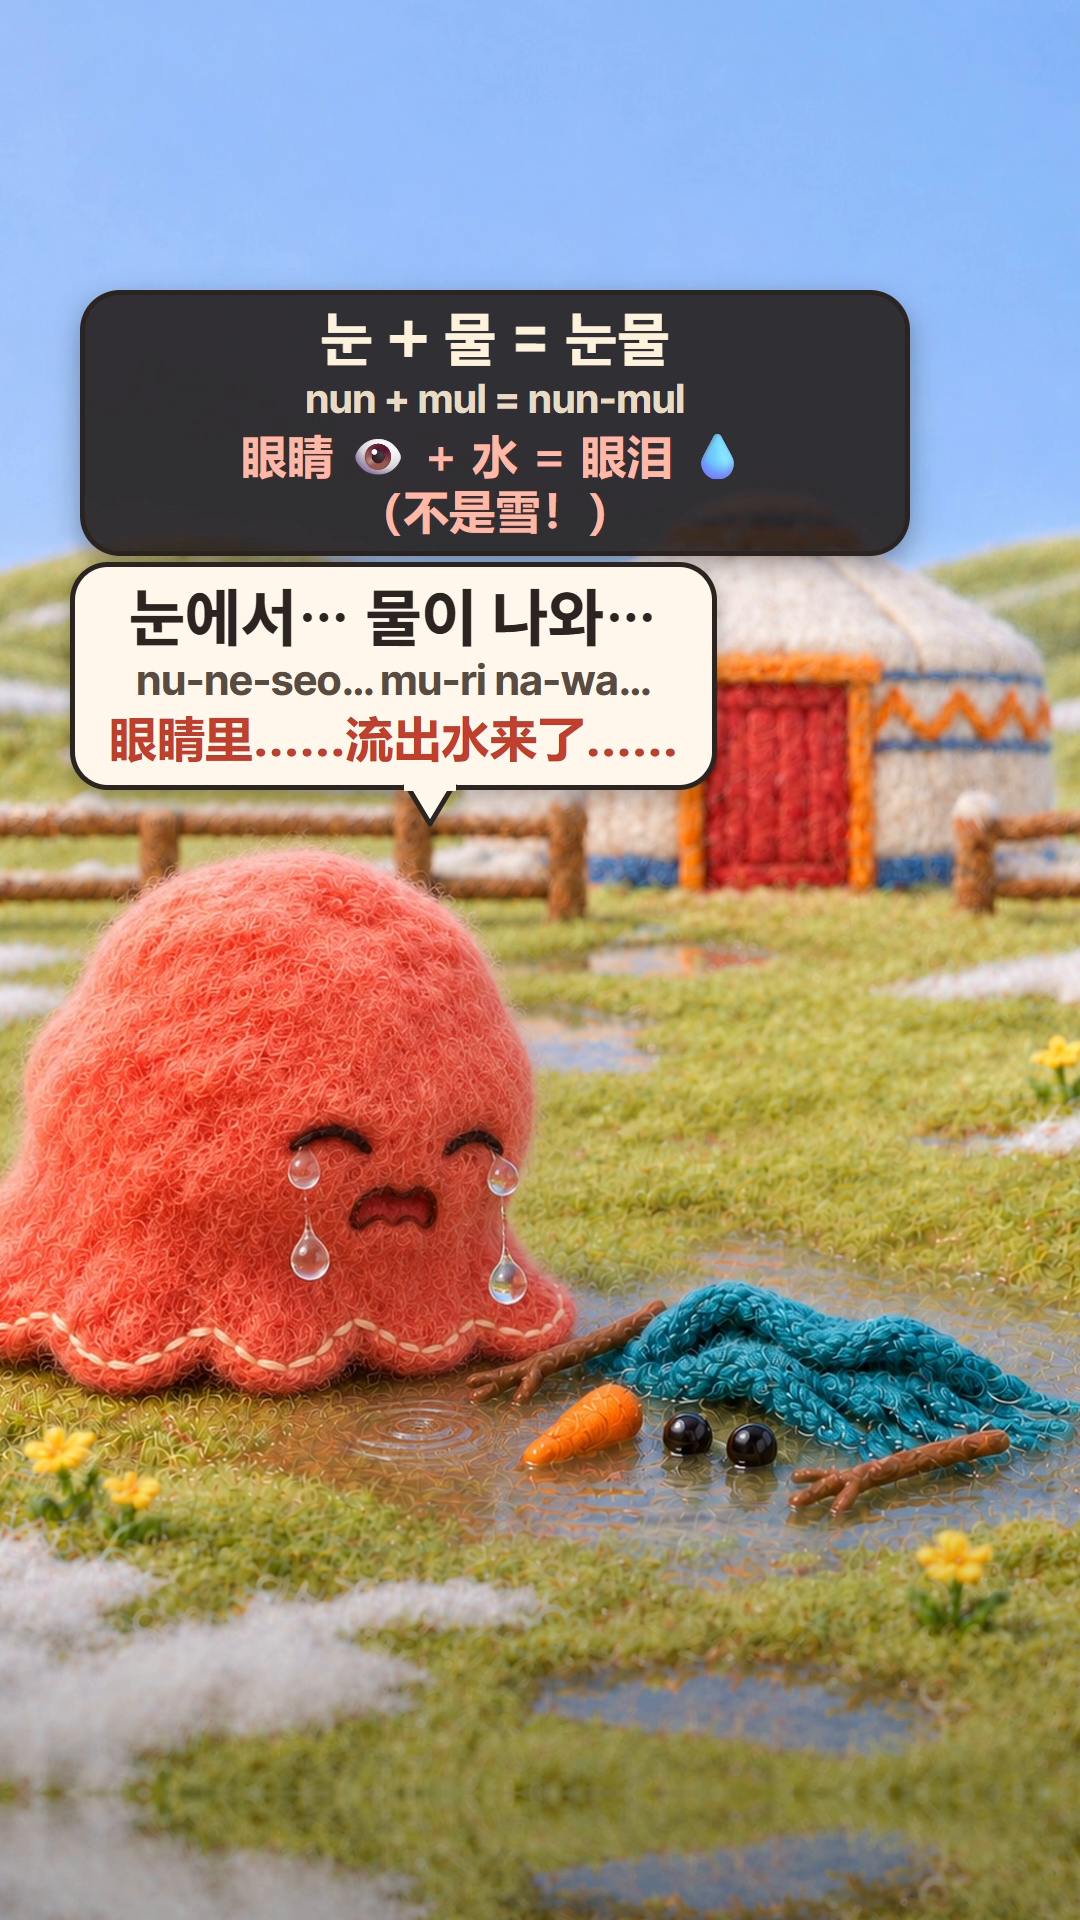 눈 + 물 = 눈물
nun + mul = nun-mul
眼睛 👁️ + 水 = 眼泪 💧
(不是雪！)
눈에서… 물이 나와…
nu-ne-seo... mu-ri na-wa...
眼睛里……流出水来了……